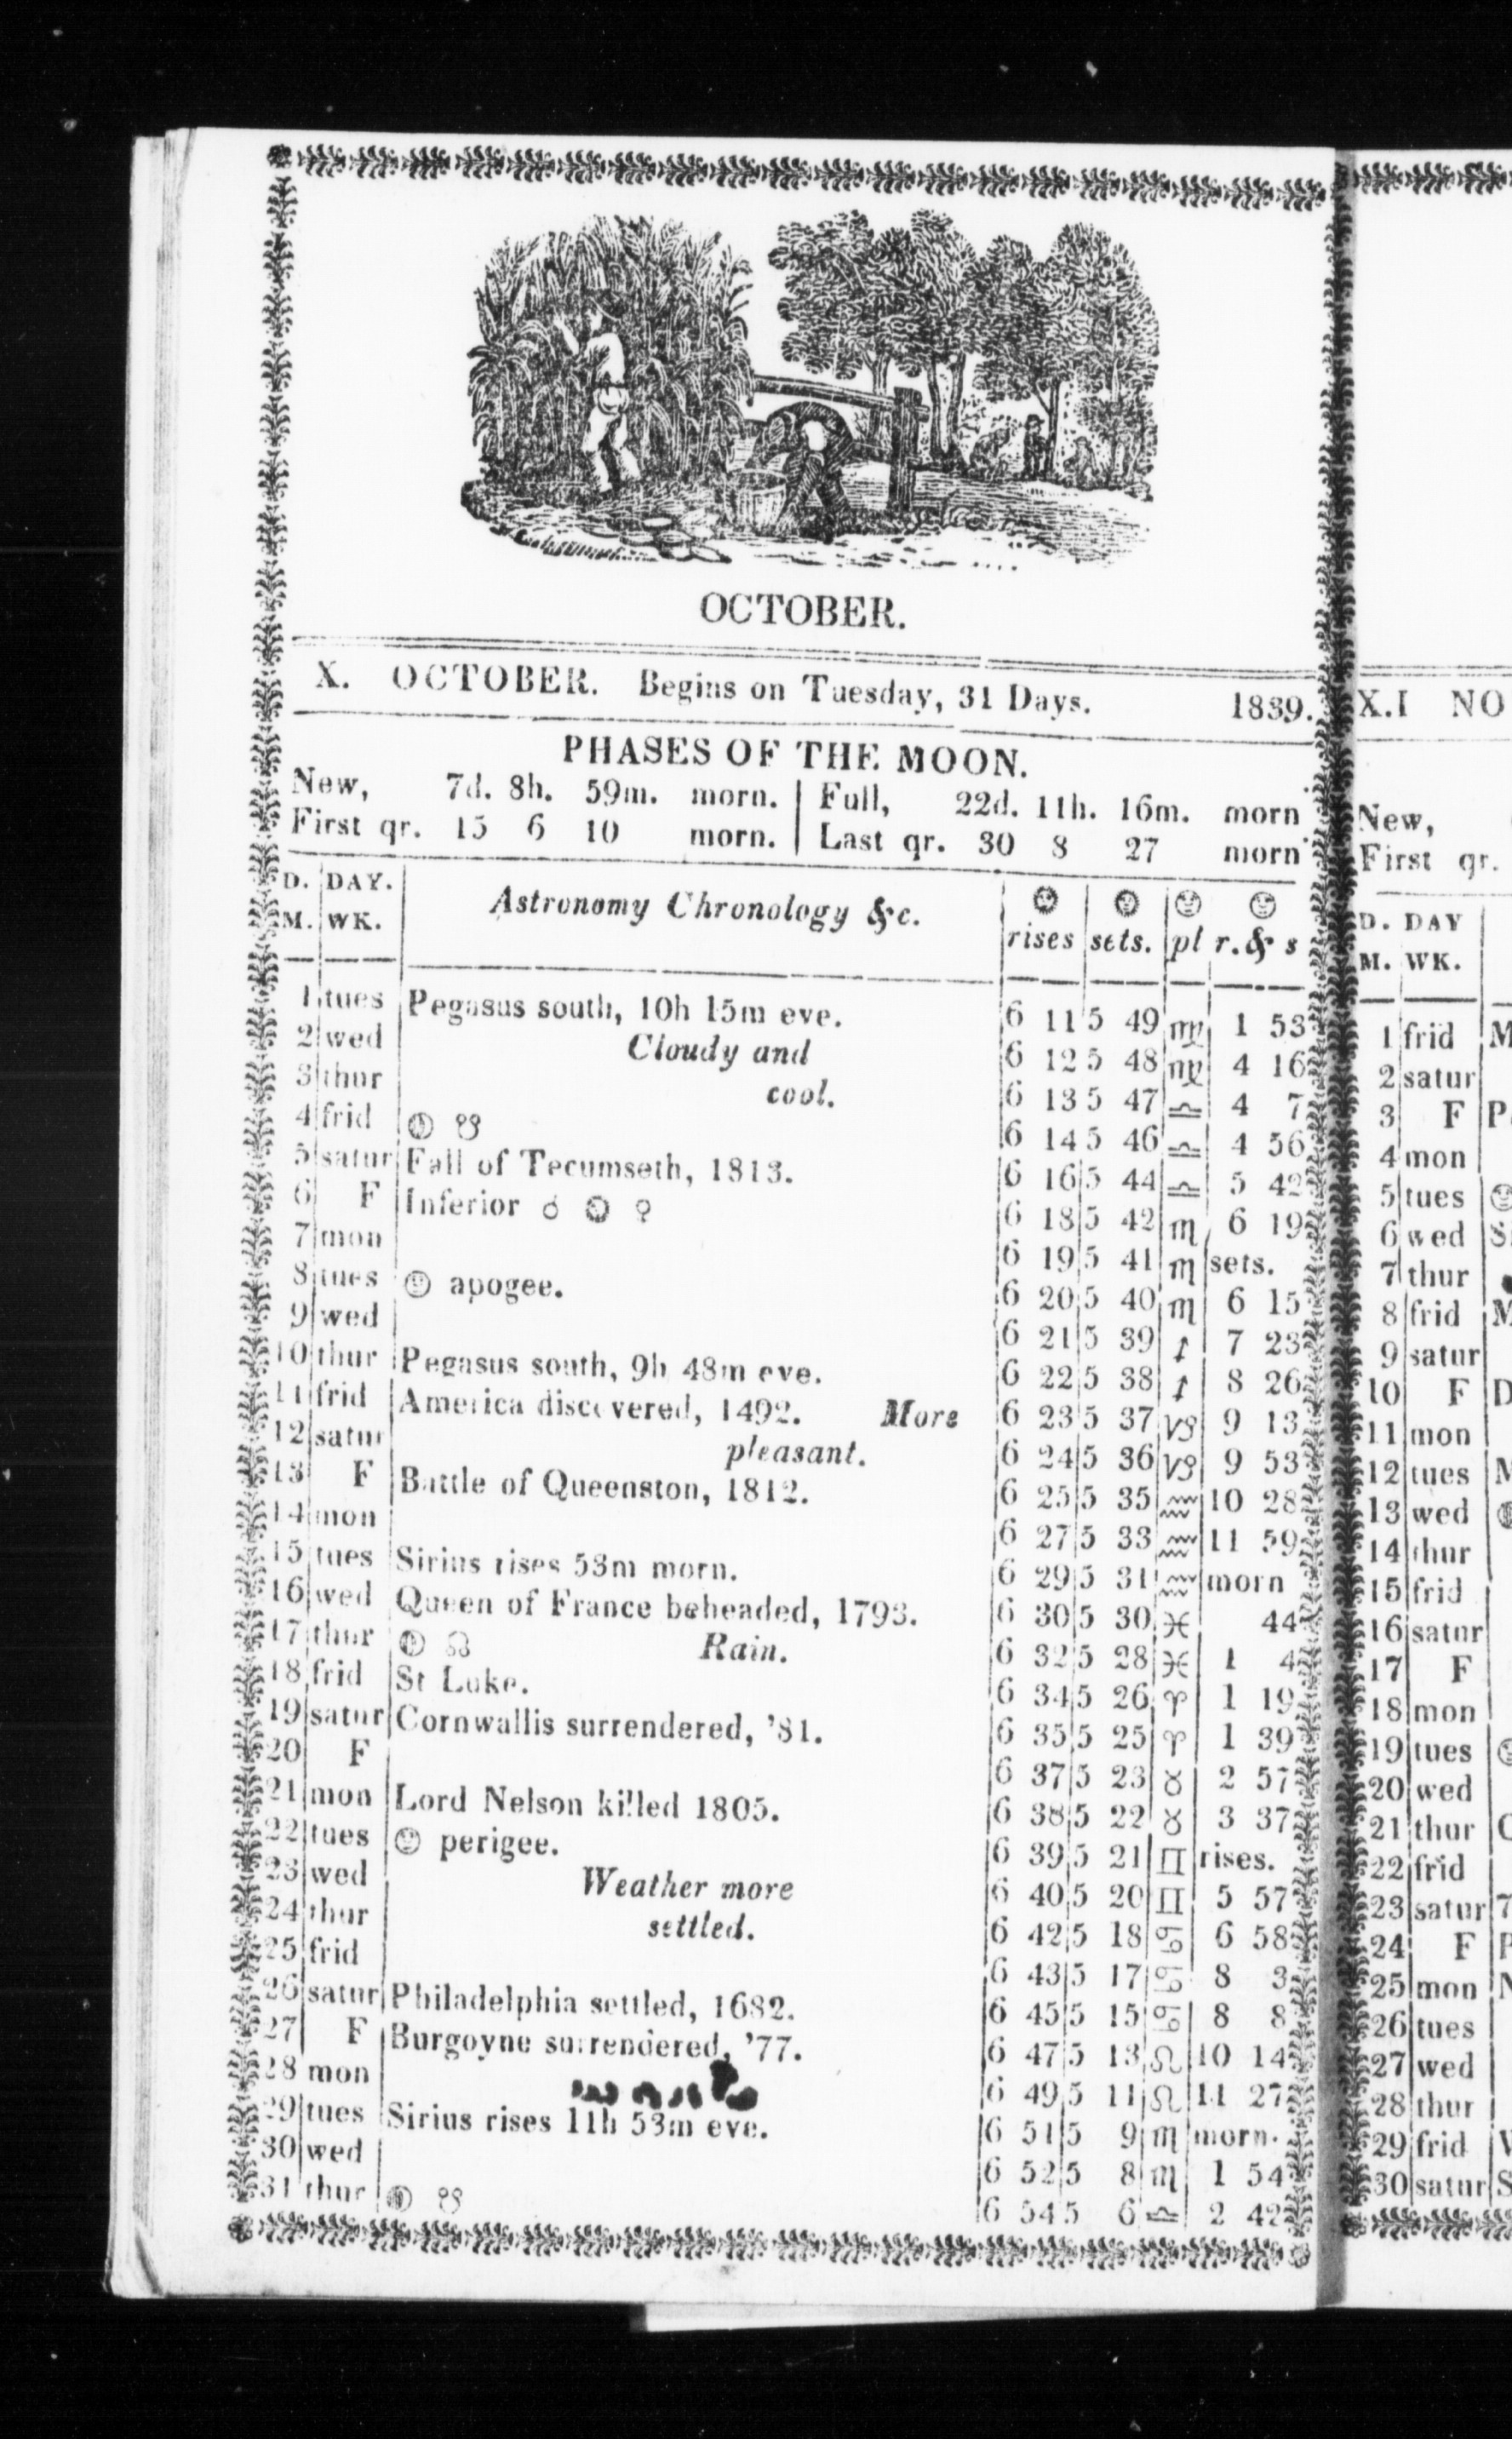 OCTOBER.
X. OCTOBER. Begins on Tuesday, 31 Days. 1839.
PHASES OF THE MOON.
New, 7d. 8h. 59m. morn. | Full, 22d. 11h. 16m. morn
First qr. 15 6 10 morn. | Last qr. 30 8 27 morn
D. DAY. Astronomy Chronology &c. ☉ ☉ ☽ ☽
M. WK. rises sets. pl r. & s
1 tues Pegasus south, 10h 15m eve. 6 11 5 49 ♍ 1 53
2 wed Cloudy and 6 12 5 48 ♍ 4 16
3 thur cool. 6 13 5 47 ♎ 4 7
4 frid ☽ ☋ 6 14 5 46 ♎ 4 56
5 satur Fall of Tecumseth, 1813. 6 16 5 44 ♎ 5 42
6 F Inferior ☌ ☉ ♀ 6 18 5 42 ♏ 6 19
7 mon 6 19 5 41 ♏ sets.
8 tues ☽ apogee. 6 20 5 40 ♏ 6 15
9 wed 6 21 5 39 ♐ 7 23
10 thur Pegasus south, 9h 48m eve. 6 22 5 38 ♐ 8 26
11 frid America discovered, 1492. More 6 23 5 37 ♑ 9 13
12 satur pleasant. 6 24 5 36 ♑ 9 53
13 F Battle of Queenston, 1812. 6 25 5 35 ♒ 10 28
14 mon 6 27 5 33 ♒ 11 59
15 tues Sirius rises 53m morn. 6 29 5 31 ♒ morn
16 wed Queen of France beheaded, 1793. 6 30 5 30 ♓ 44
17 thur ☽ ☊ Rain. 6 32 5 28 ♓ 1 4
18 frid St Luke. 6 34 5 26 ♈ 1 19
19 satur Cornwallis surrendered, '81. 6 35 5 25 ♈ 1 39
20 F 6 37 5 23 ♉ 2 57
21 mon Lord Nelson killed 1805. 6 38 5 22 ♉ 3 37
22 tues ☽ perigee. 6 39 5 21 ♊ rises.
23 wed Weather more 6 40 5 20 ♊ 5 57
24 thur settled. 6 42 5 18 ♋ 6 58
25 frid 6 43 5 17 ♋ 8 3
26 satur Philadelphia settled, 1682. 6 45 5 15 ♋ 8 8
27 F Burgoyne surrendered, '77. 6 47 5 13 ♌ 10 14
28 mon 6 49 5 11 ♌ 11 27
29 tues Sirius rises 11h 53m eve. 6 51 5 9 ♏ morn.
30 wed 6 52 5 8 ♏ 1 54
31 thur ☽ ☋ 6 54 5 6 ♎ 2 42
X.I NO
New,
First qr.
D. DAY
M. WK.
1 frid M
2 satur
3 F P
4 mon
5 tues
6 wed S
7 thur
8 frid M
9 satur
10 F D
11 mon
12 tues M
13 wed
14 thur
15 frid
16 satur
17 F
18 mon
19 tues
20 wed
21 thur C
22 frid
23 satur 7
24 F P
25 mon N
26 tues
27 wed
28 thur
29 frid V
30 satur S